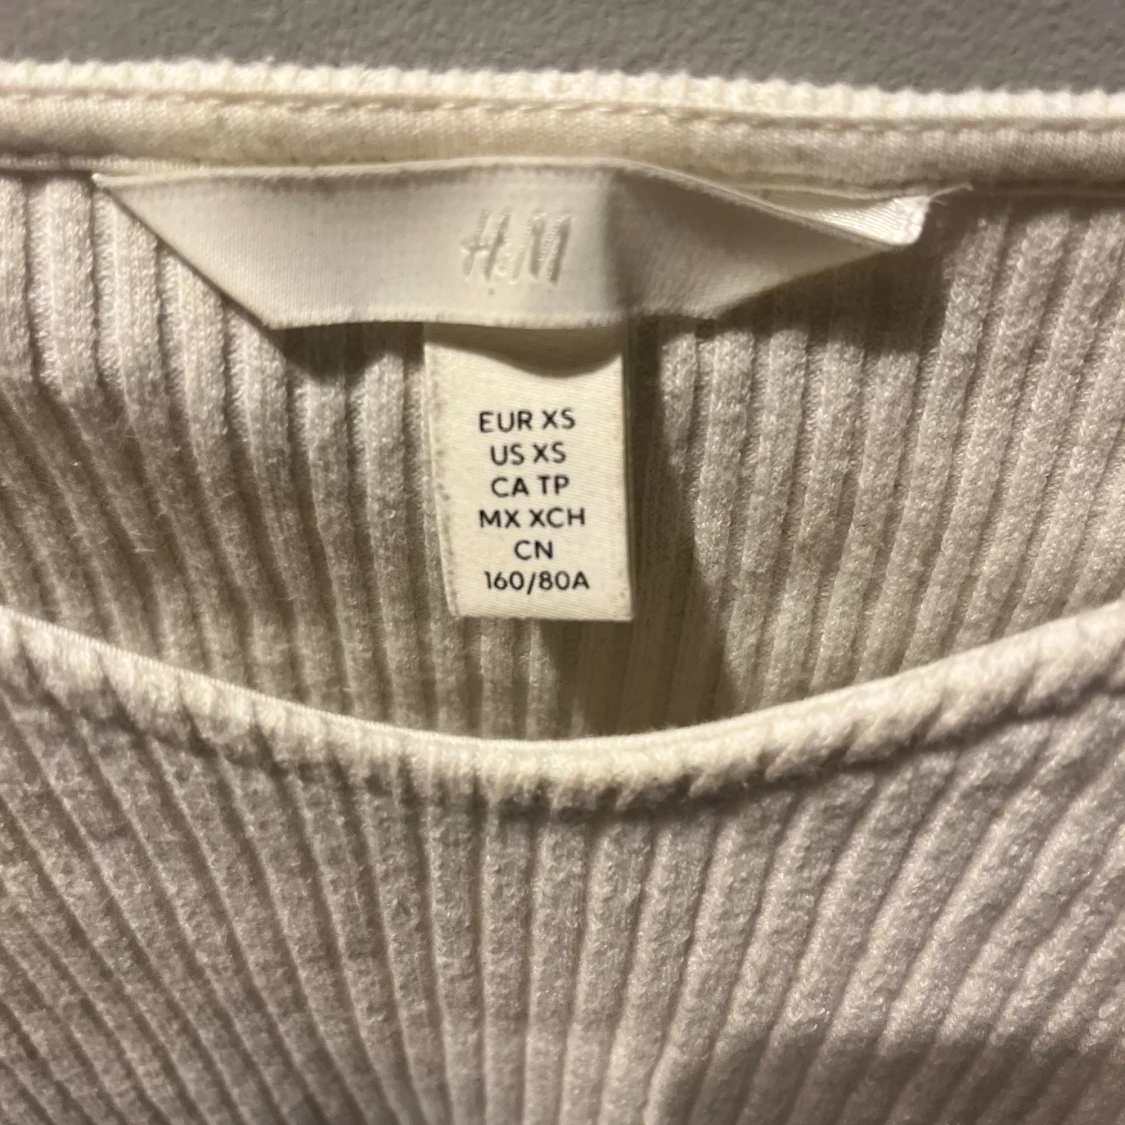 H&M
EUR XS
US XS
CA TP
MX XCH
CN
160/80A